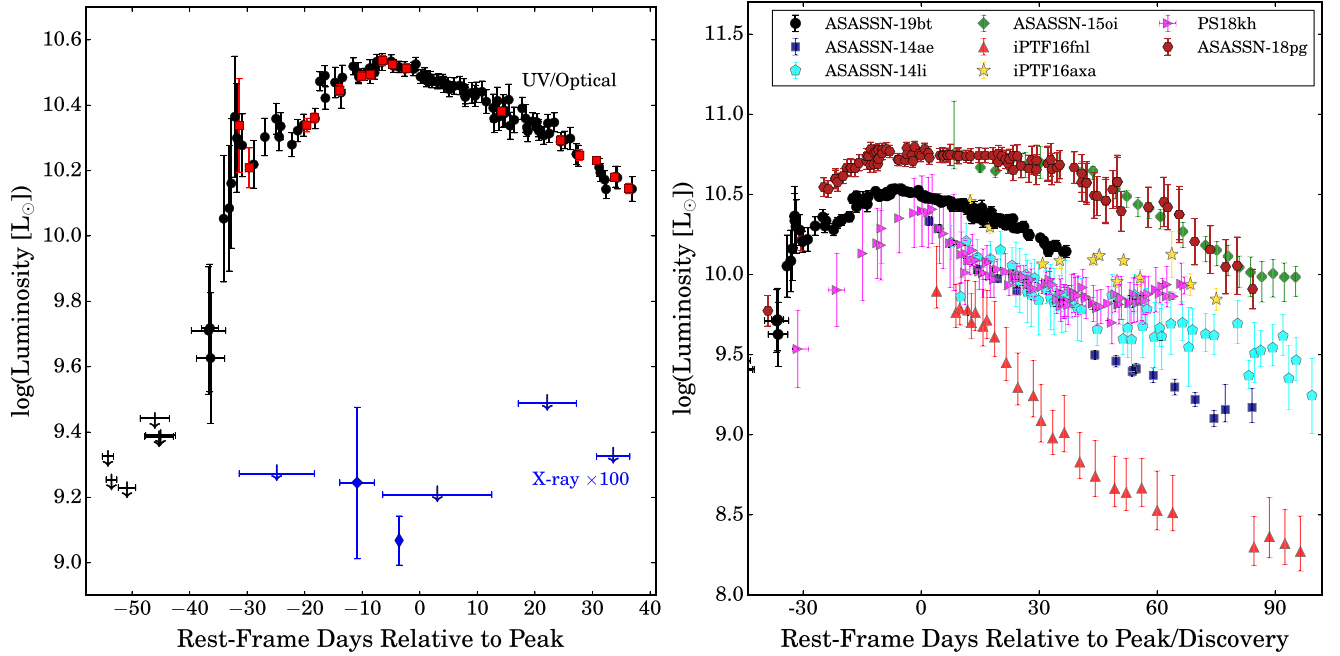 log(Luminosity [L⊙])
10.6
10.4
10.2
10.0
9.8
9.6
9.4
9.2
9.0
UV/Optical
X-ray ×100
−50 −40 −30 −20 −10 0 10 20 30 40
Rest-Frame Days Relative to Peak
log(Luminosity [L⊙])
11.5
11.0
10.5
10.0
9.5
9.0
8.5
8.0
ASASSN-19bt
ASASSN-14ae
ASASSN-14li
ASASSN-15oi
iPTF16fnl
iPTF16axa
PS18kh
ASASSN-18pg
-30 0 30 60 90
Rest-Frame Days Relative to Peak/Discovery